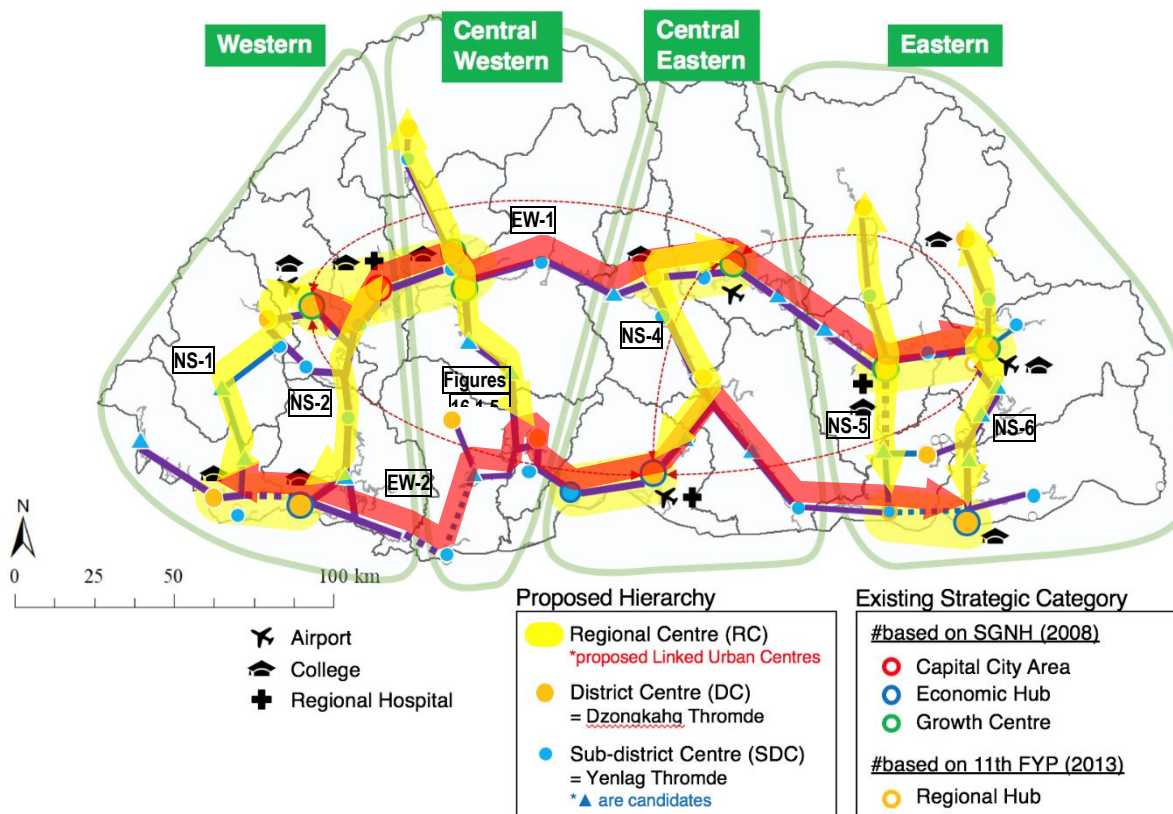 Western
Central
Western
Central
Eastern
Eastern
EW-1
NS-1
NS-2
Figures
NS-4
NS-5
NS-6
EW-2
N
0 25 50 100 km
Airport
College
Regional Hospital
Proposed Hierarchy
Regional Centre (RC)
*proposed Linked Urban Centres
District Centre (DC)
= Dzongkahg Thromde
Sub-district Centre (SDC)
= Yenlag Thromde
*▲ are candidates
Existing Strategic Category
#based on SGNH (2008)
Capital City Area
Economic Hub
Growth Centre
#based on 11th FYP (2013)
Regional Hub